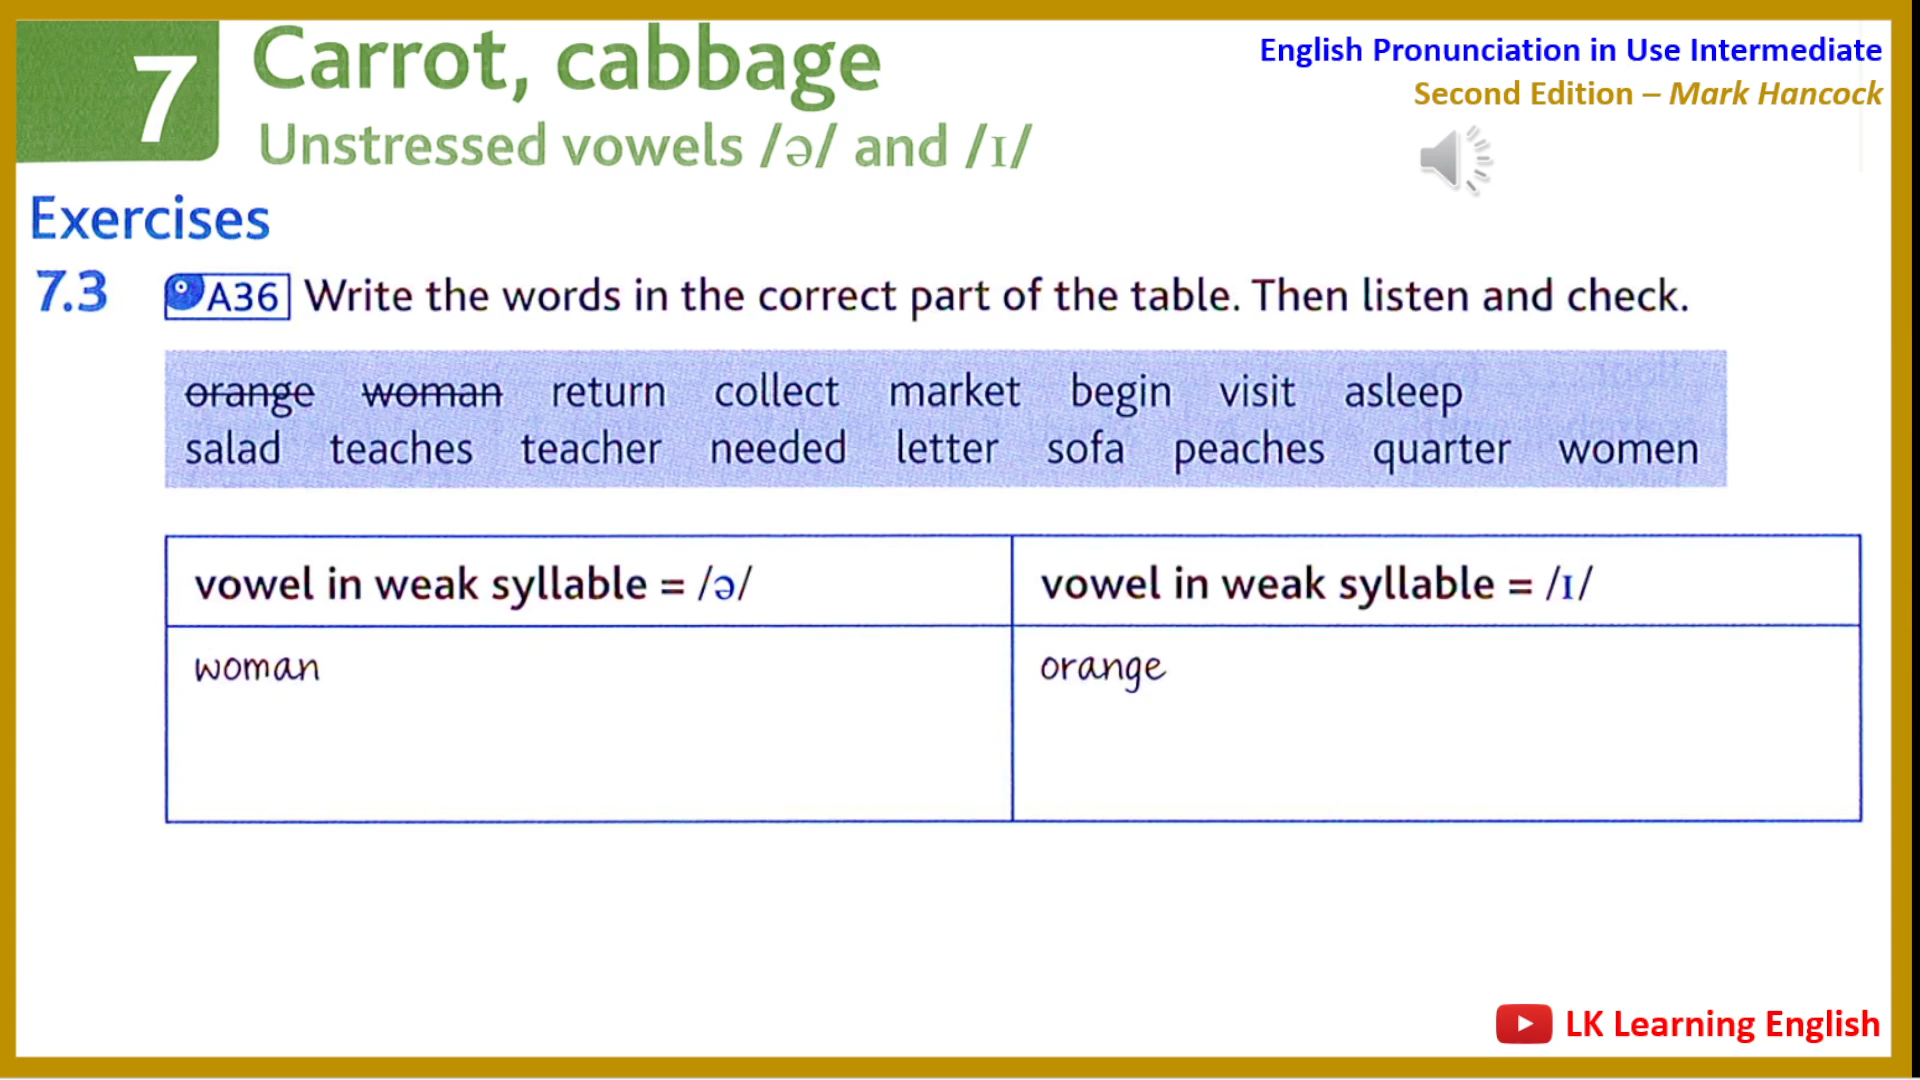 7
Carrot, cabbage
Unstressed vowels /ə/ and /ɪ/
English Pronunciation in Use Intermediate
Second Edition – Mark Hancock
Exercises
7.3 A36 Write the words in the correct part of the table. Then listen and check.
orange woman return collect market begin visit asleep
salad teaches teacher needed letter sofa peaches quarter women
vowel in weak syllable = /ə/ vowel in weak syllable = /ɪ/
woman orange
LK Learning English